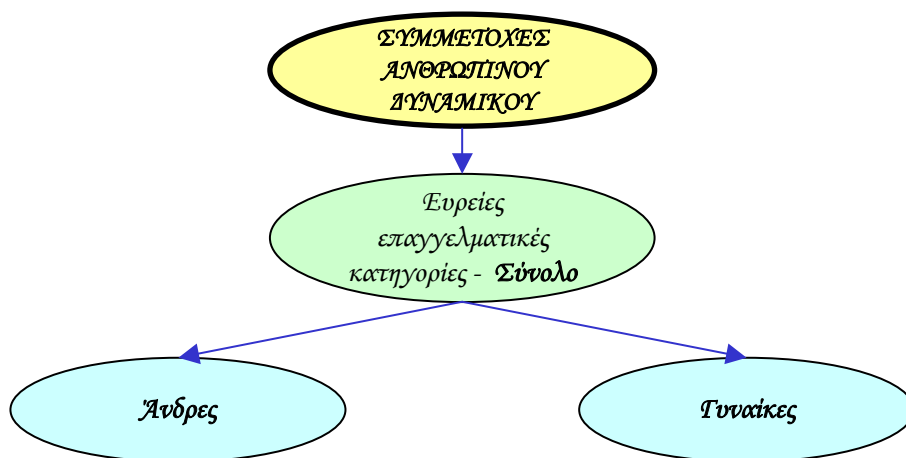 ΣΥΜΜΕΤΟΧΕΣ
ΑΝΘΡΩΠΙΝΟΥ
ΔΥΝΑΜΙΚΟΥ
Ευρείες
επαγγελματικές
κατηγορίες - Σύνολο
Άνδρες
Γυναίκες